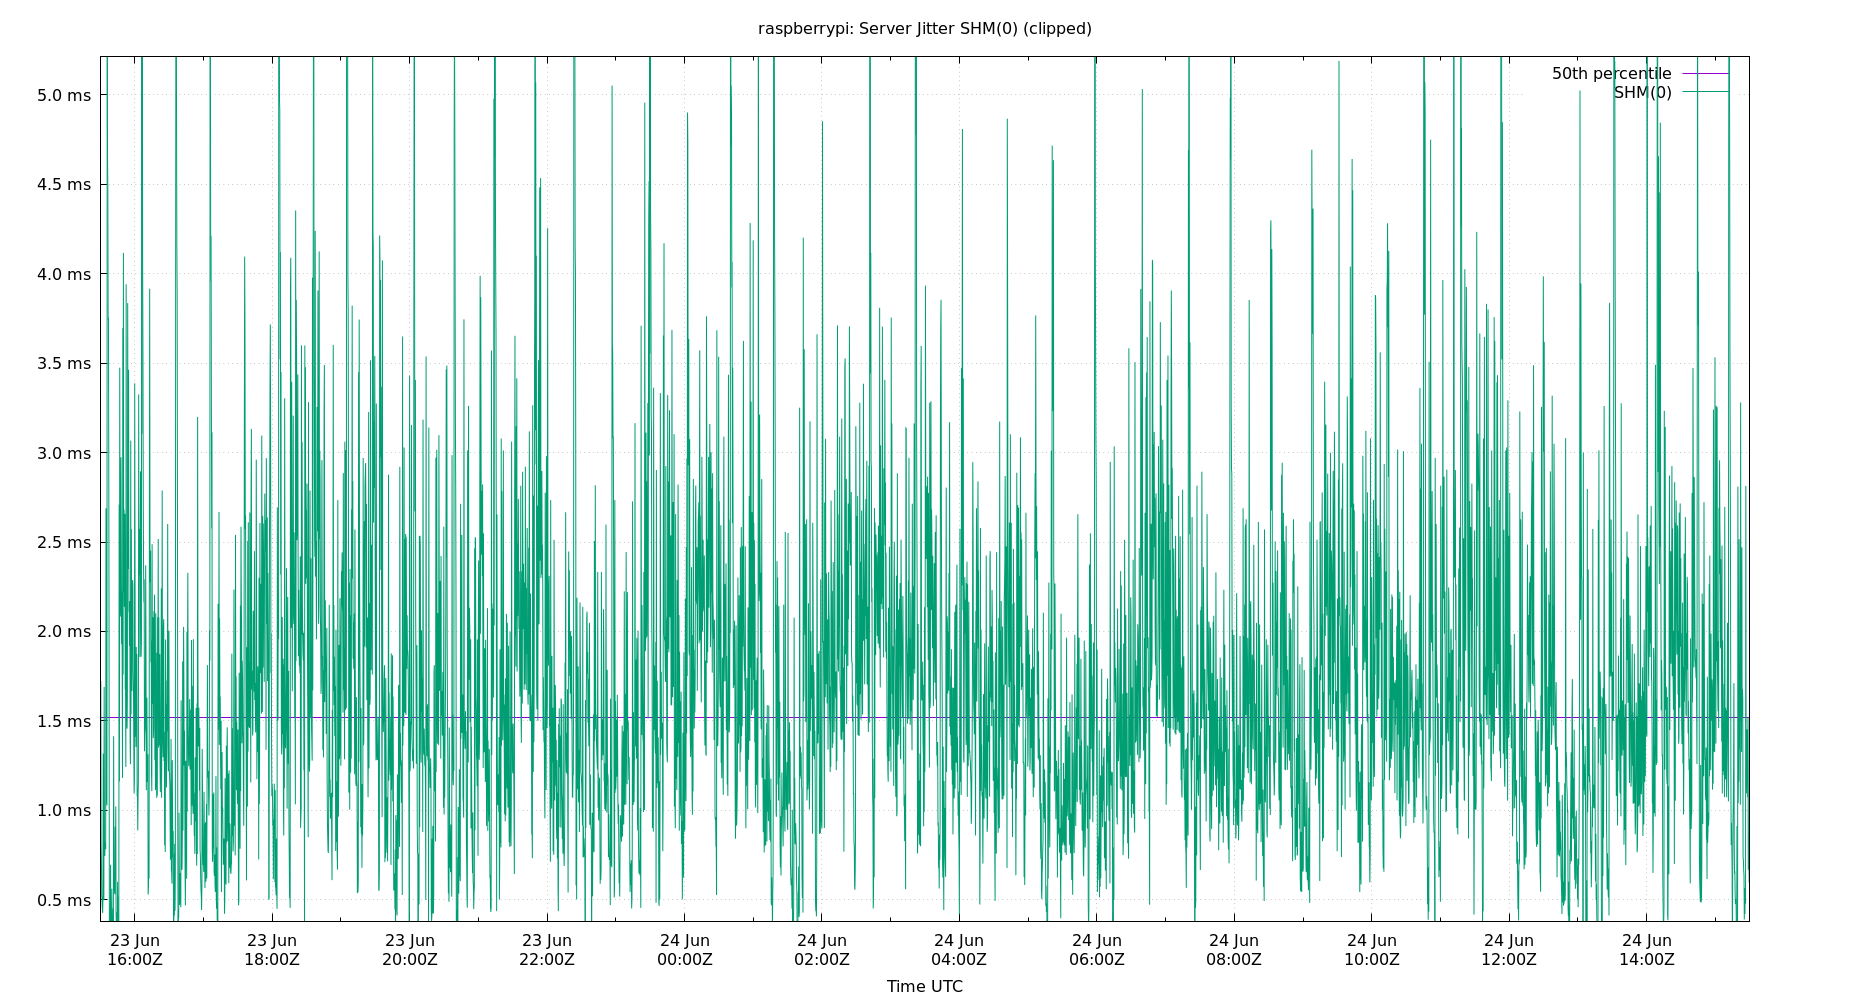 raspberrypi: Server Jitter SHM(0) (clipped)
50th percentile
SHM(0)
5.0 ms
4.5 ms
4.0 ms
3.5 ms
3.0 ms
2.5 ms
2.0 ms
1.5 ms
1.0 ms
0.5 ms
23 Jun 23 Jun 23 Jun 23 Jun 24 Jun 24 Jun 24 Jun 24 Jun 24 Jun 24 Jun 24 Jun 24 Jun
16:00Z 18:00Z 20:00Z 22:00Z 00:00Z 02:00Z 04:00Z 06:00Z 08:00Z 10:00Z 12:00Z 14:00Z
Time UTC